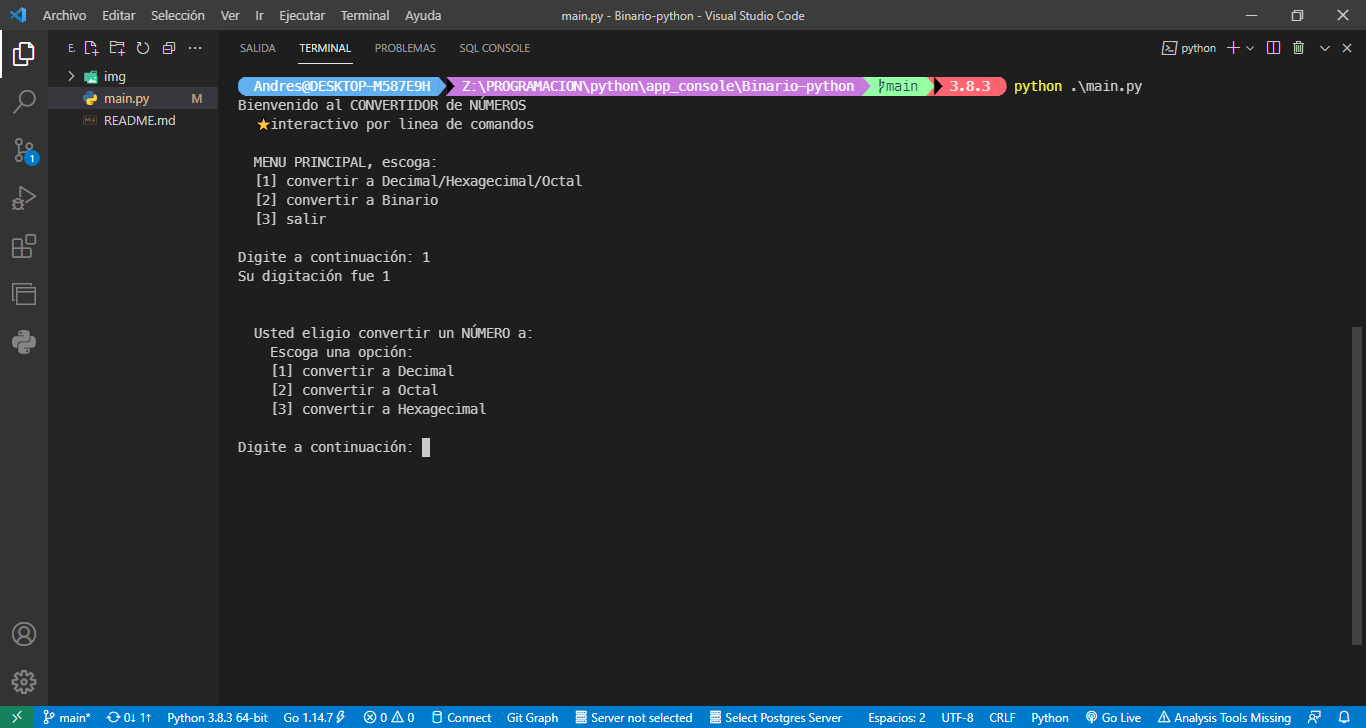 Archivo Editar Selección Ver Ir Ejecutar Terminal Ayuda
main.py - Binario-python - Visual Studio Code
E.
img
main.py M
README.md
1
SALIDA TERMINAL PROBLEMAS SQL CONSOLE
python
Andres@DESKTOP-M587E9H Z:\PROGRAMACION\python\app_console\Binario-python main 3.8.3 python .\main.py
Bienvenido al CONVERTIDOR de NÚMEROS
⭐interactivo por linea de comandos
MENU PRINCIPAL, escoga:
[1] convertir a Decimal/Hexagecimal/Octal
[2] convertir a Binario
[3] salir
Digite a continuación: 1
Su digitación fue 1
Usted eligio convertir un NÚMERO a:
Escoga una opción:
[1] convertir a Decimal
[2] convertir a Octal
[3] convertir a Hexagecimal
Digite a continuación:
main* 0↓ 1↑ Python 3.8.3 64-bit Go 1.14.7 0 0 Connect Git Graph Server not selected Select Postgres Server Espacios: 2 UTF-8 CRLF Python Go Live Analysis Tools Missing